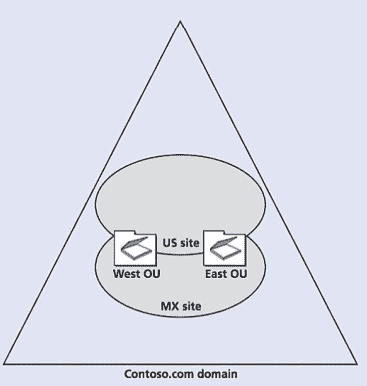 US site
West OU
East OU
MX site
Contoso.com domain